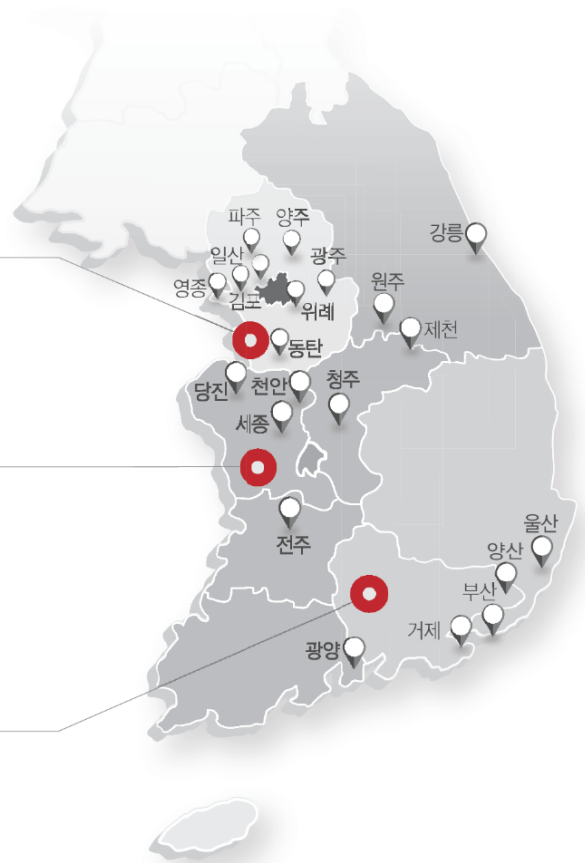 파주
양주
강릉
일산
광주
영종
김포
위례
원주
제천
동탄
당진
천안
청주
세종
전주
울산
양산
부산
거제
광양